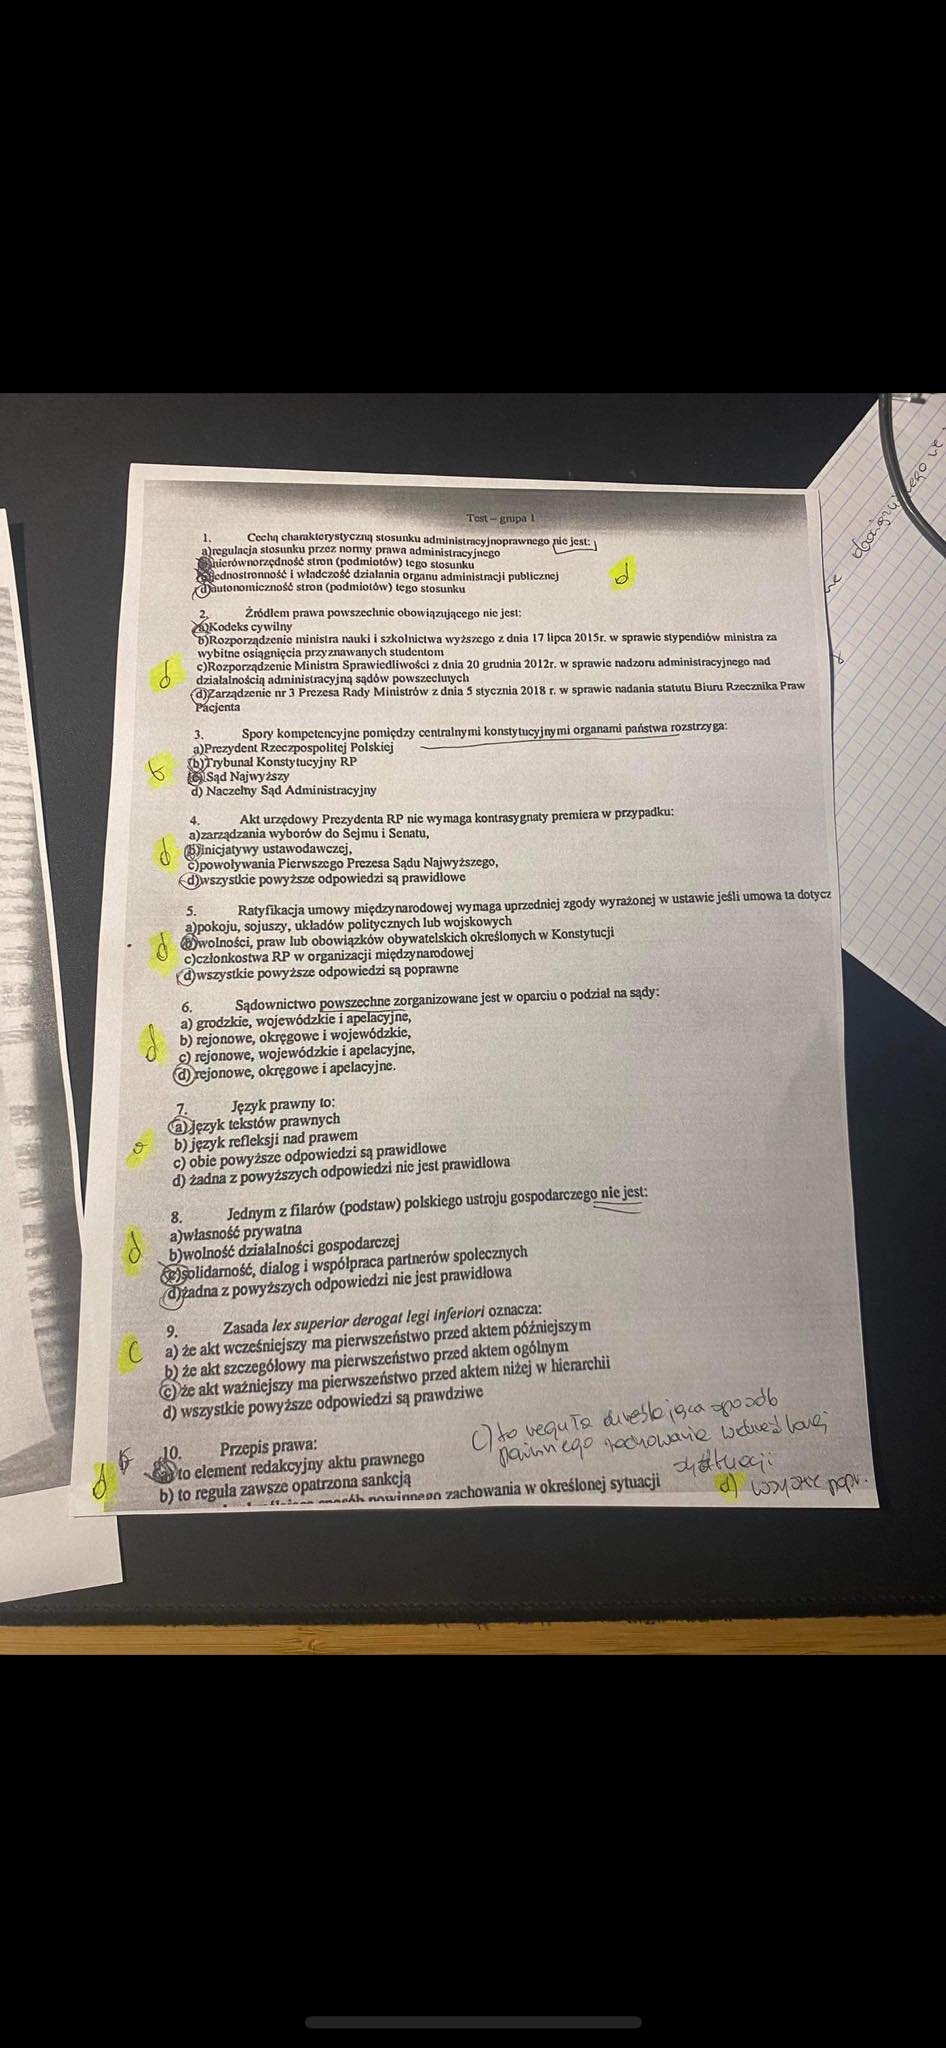 Test – grupa 1
1. Cechą charakterystyczną stosunku administracyjnoprawnego nie jest:
a)regulacja stosunku przez normy prawa administracyjnego
nierównorzędność stron (podmiotów) tego stosunku
jednostronność i władczość działania organu administracji publicznej
d)autonomiczność stron (podmiotów) tego stosunku
d
2. Źródłem prawa powszechnie obowiązującego nie jest:
a)Kodeks cywilny
b)Rozporządzenie ministra nauki i szkolnictwa wyższego z dnia 17 lipca 2015r. w sprawie stypendiów ministra za
wybitne osiągnięcia przyznawanych studentom
c)Rozporządzenie Ministra Sprawiedliwości z dnia 20 grudnia 2012r. w sprawie nadzoru administracyjnego nad
działalnością administracyjną sądów powszechnych
d
d)Zarządzenie nr 3 Prezesa Rady Ministrów z dnia 5 stycznia 2018 r. w sprawie nadania statutu Biuru Rzecznika Praw
Pacjenta
3. Spory kompetencyjne pomiędzy centralnymi konstytucyjnymi organami państwa rozstrzyga:
a)Prezydent Rzeczpospolitej Polskiej
b b)Trybunał Konstytucyjny RP
c)Sąd Najwyższy
d) Naczelny Sąd Administracyjny
4. Akt urzędowy Prezydenta RP nie wymaga kontrasygnaty premiera w przypadku:
a)zarządzania wyborów do Sejmu i Senatu,
d b)inicjatywy ustawodawczej,
c)powoływania Pierwszego Prezesa Sądu Najwyższego,
d)wszystkie powyższe odpowiedzi są prawidłowe
5. Ratyfikacja umowy międzynarodowej wymaga uprzedniej zgody wyrażonej w ustawie jeśli umowa ta dotycz
a)pokoju, sojuszy, układów politycznych lub wojskowych
d b)wolności, praw lub obowiązków obywatelskich określonych w Konstytucji
c)członkostwa RP w organizacji międzynarodowej
d)wszystkie powyższe odpowiedzi są poprawne
6. Sądownictwo powszechne zorganizowane jest w oparciu o podział na sądy:
a) grodzkie, wojewódzkie i apelacyjne,
d b) rejonowe, okręgowe i wojewódzkie,
c) rejonowe, wojewódzkie i apelacyjne,
d) rejonowe, okręgowe i apelacyjne.
7. Język prawny to:
a)język tekstów prawnych
b) język refleksji nad prawem
c) obie powyższe odpowiedzi są prawidłowe
d) żadna z powyższych odpowiedzi nie jest prawidłowa
8. Jednym z filarów (podstaw) polskiego ustroju gospodarczego nie jest:
a)własność prywatna
d b)wolność działalności gospodarczej
c)solidarność, dialog i współpraca partnerów społecznych
d)żadna z powyższych odpowiedzi nie jest prawidłowa
9. Zasada lex superior derogat legi inferiori oznacza:
C a) że akt wcześniejszy ma pierwszeństwo przed aktem późniejszym
b) że akt szczegółowy ma pierwszeństwo przed aktem ogólnym
c) że akt ważniejszy ma pierwszeństwo przed aktem niżej w hierarchii
d) wszystkie powyższe odpowiedzi są prawdziwe
10. Przepis prawa:
a) to element redakcyjny aktu prawnego
d b) to reguła zawsze opatrzona sankcją
powinnego zachowania w określonej sytuacji
c) to reguła określająca sposób
sytuacji
d)